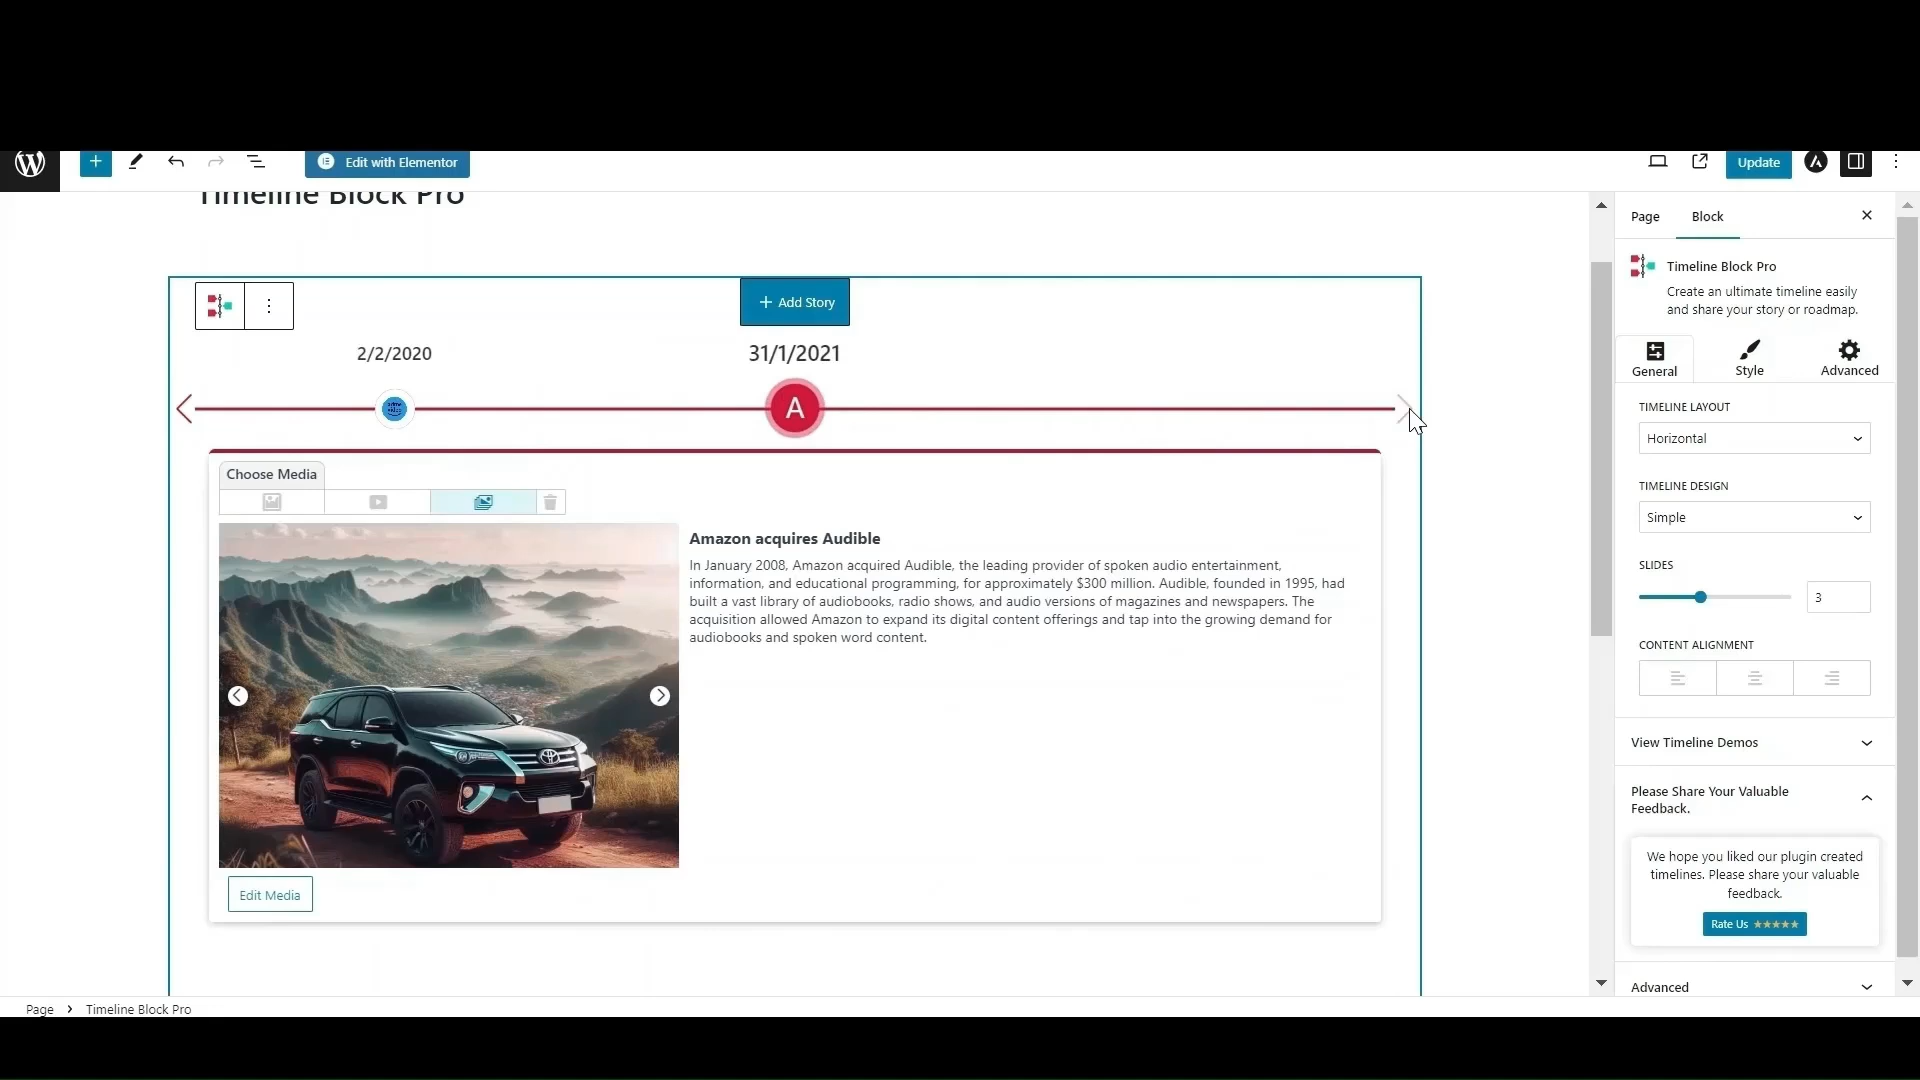 Edit with Elementor
Update
Timeline Block Pro
Page
Block
Timeline Block Pro
Create an ultimate timeline easily
and share your story or roadmap.
Add Story
2/2/2020
31/1/2021
A
General
Style
Advanced
TIMELINE LAYOUT
Horizontal
TIMELINE DESIGN
Simple
SLIDES
3
CONTENT ALIGNMENT
Choose Media
Amazon acquires Audible
In January 2008, Amazon acquired Audible, the leading provider of spoken audio entertainment,
information, and educational programming, for approximately $300 million. Audible, founded in 1995, had
built a vast library of audiobooks, radio shows, and audio versions of magazines and newspapers. The
acquisition allowed Amazon to expand its digital content offerings and tap into the growing demand for
audiobooks and spoken word content.
Edit Media
View Timeline Demos
Please Share Your Valuable
Feedback.
We hope you liked our plugin created
timelines. Please share your valuable
feedback.
Rate Us ★★★★★
Advanced
Page > Timeline Block Pro